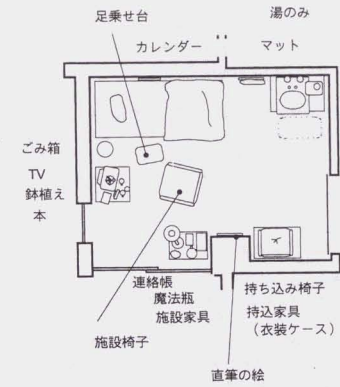 足乗せ台
湯のみ
カレンダー
マット
ごみ箱
TV
鉢植え
本
連絡帳
魔法瓶
施設家具
持ち込み椅子
持込家具
（衣装ケース）
施設椅子
直筆の絵